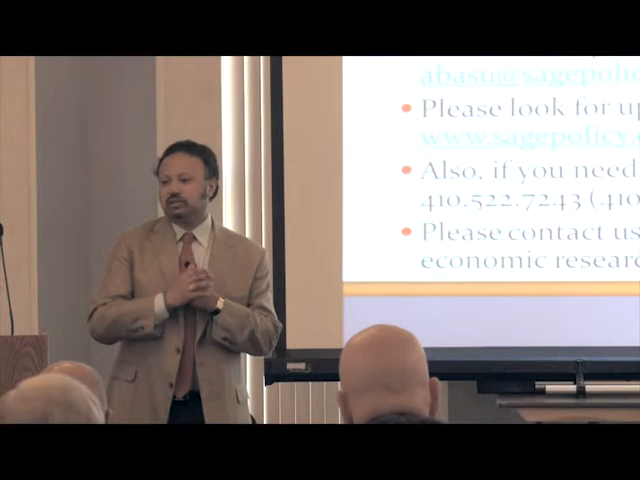 abasu@sagepolic
• Please look for up
www.sagepolicy.
• Also, if you need
410.522.7243 (410
• Please contact us
economic researc